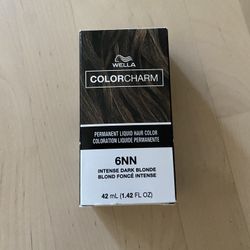 WELLA
COLORCHARM
PERMANENT LIQUID HAIR COLOR
COLORATION LIQUIDE PERMANENTE
6NN
INTENSE DARK BLONDE
BLOND FONCÉ INTENSE
42 mL (1.42 FL OZ)